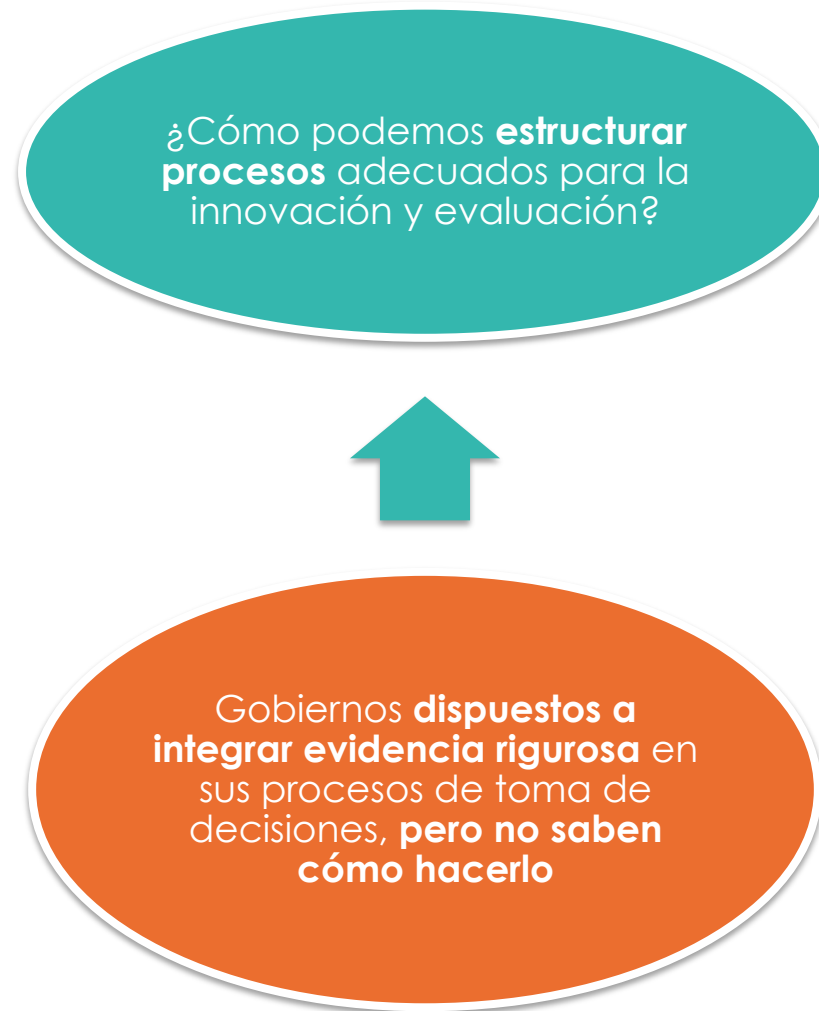 ¿Cómo podemos estructurar
procesos adecuados para la
innovación y evaluación?
Gobiernos dispuestos a
integrar evidencia rigurosa en
sus procesos de toma de
decisiones, pero no saben
cómo hacerlo